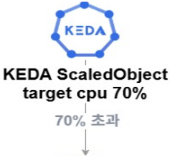 KEDA
KEDA ScaledObject
target cpu 70%
70% 초과